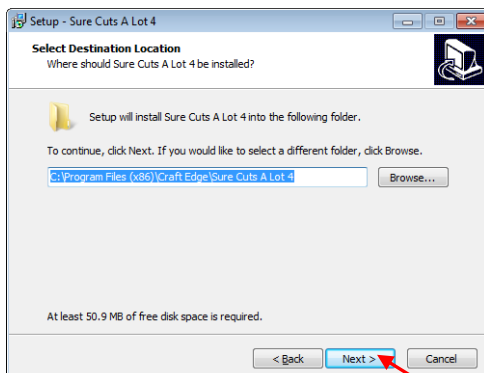 Setup - Sure Cuts A Lot 4
Select Destination Location
Where should Sure Cuts A Lot 4 be installed?
Setup will install Sure Cuts A Lot 4 into the following folder.
To continue, click Next. If you would like to select a different folder, click Browse.
C:\Program Files (x86)\Craft Edge\Sure Cuts A Lot 4
Browse...
At least 50.9 MB of free disk space is required.
< Back Next > Cancel